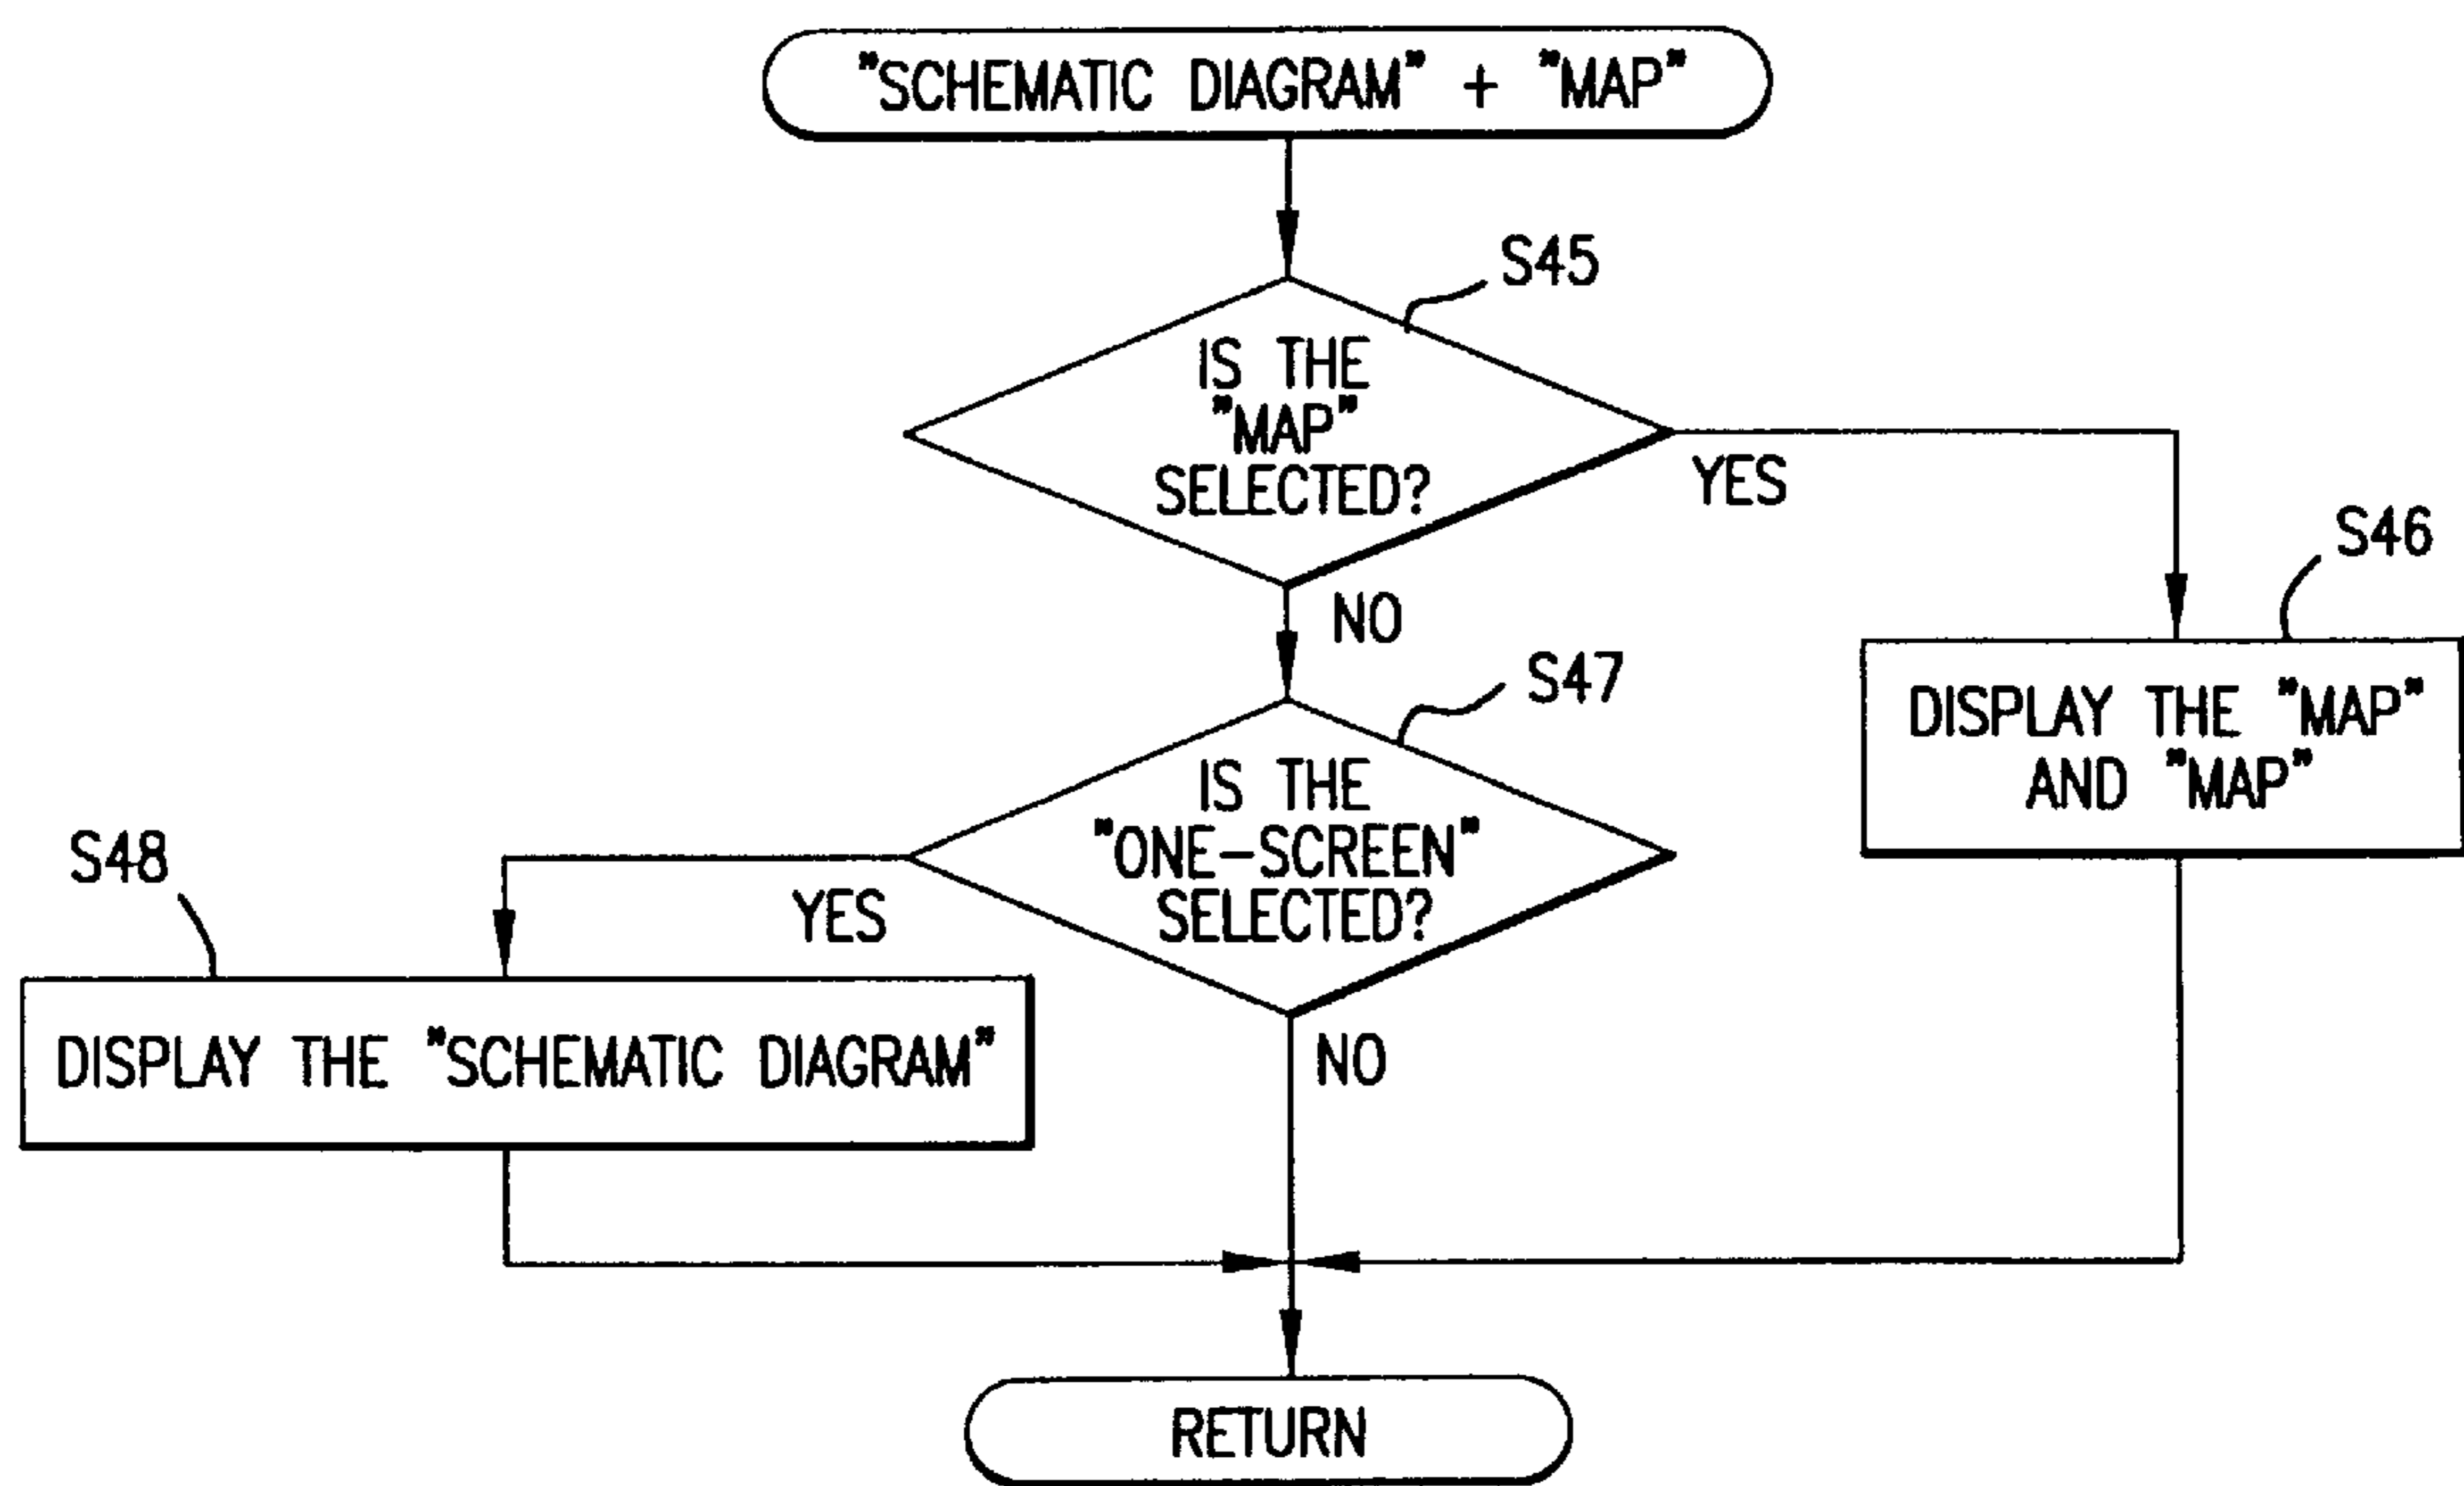 "SCHEMATIC DIAGRAM" + "MAP"
S45
IS THE
"MAP"
SELECTED?
YES
S46
NO
S47
DISPLAY THE "MAP"
AND "MAP"
IS THE
"ONE-SCREEN"
SELECTED?
S48
YES
DISPLAY THE "SCHEMATIC DIAGRAM"
NO
RETURN